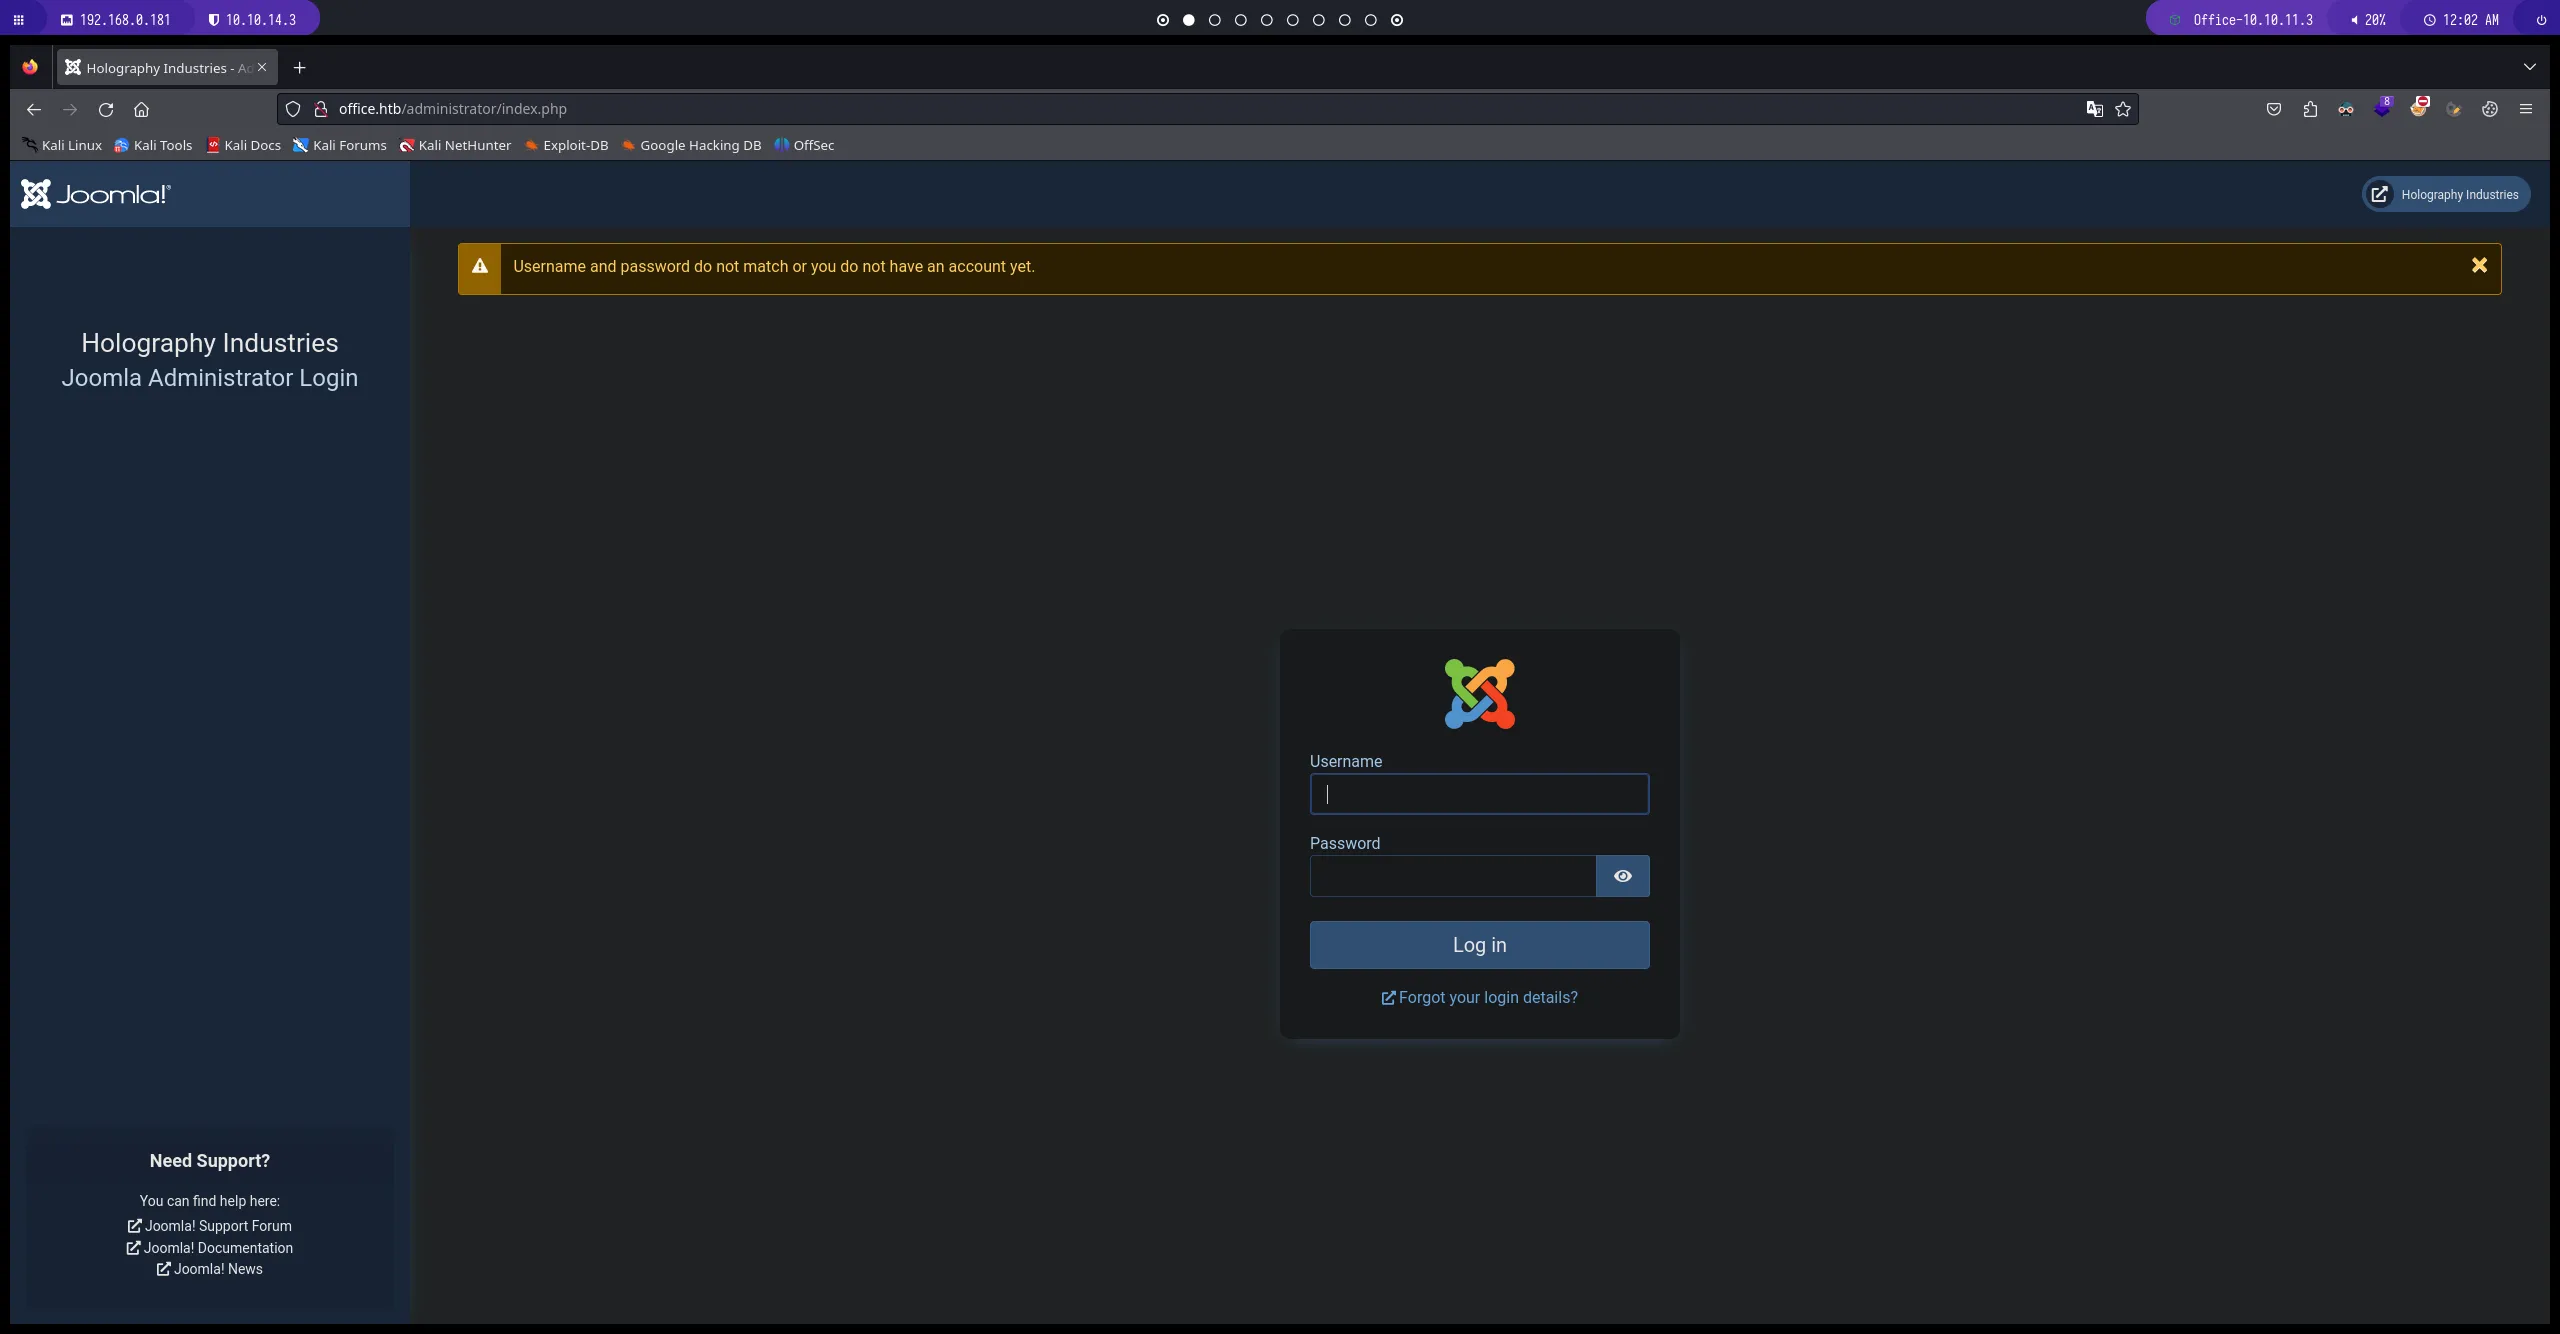 192.168.0.181 10.10.14.3 Office-10.10.11.3 20% 12:02 AM
Holography Industries - Ad
office.htb/administrator/index.php
8
Kali Linux Kali Tools Kali Docs Kali Forums Kali NetHunter Exploit-DB Google Hacking DB OffSec
Joomla!® Holography Industries
Username and password do not match or you do not have an account yet.
Holography Industries
Joomla Administrator Login
Username
Password
Log in
Forgot your login details?
Need Support?
You can find help here:
Joomla! Support Forum
Joomla! Documentation
Joomla! News